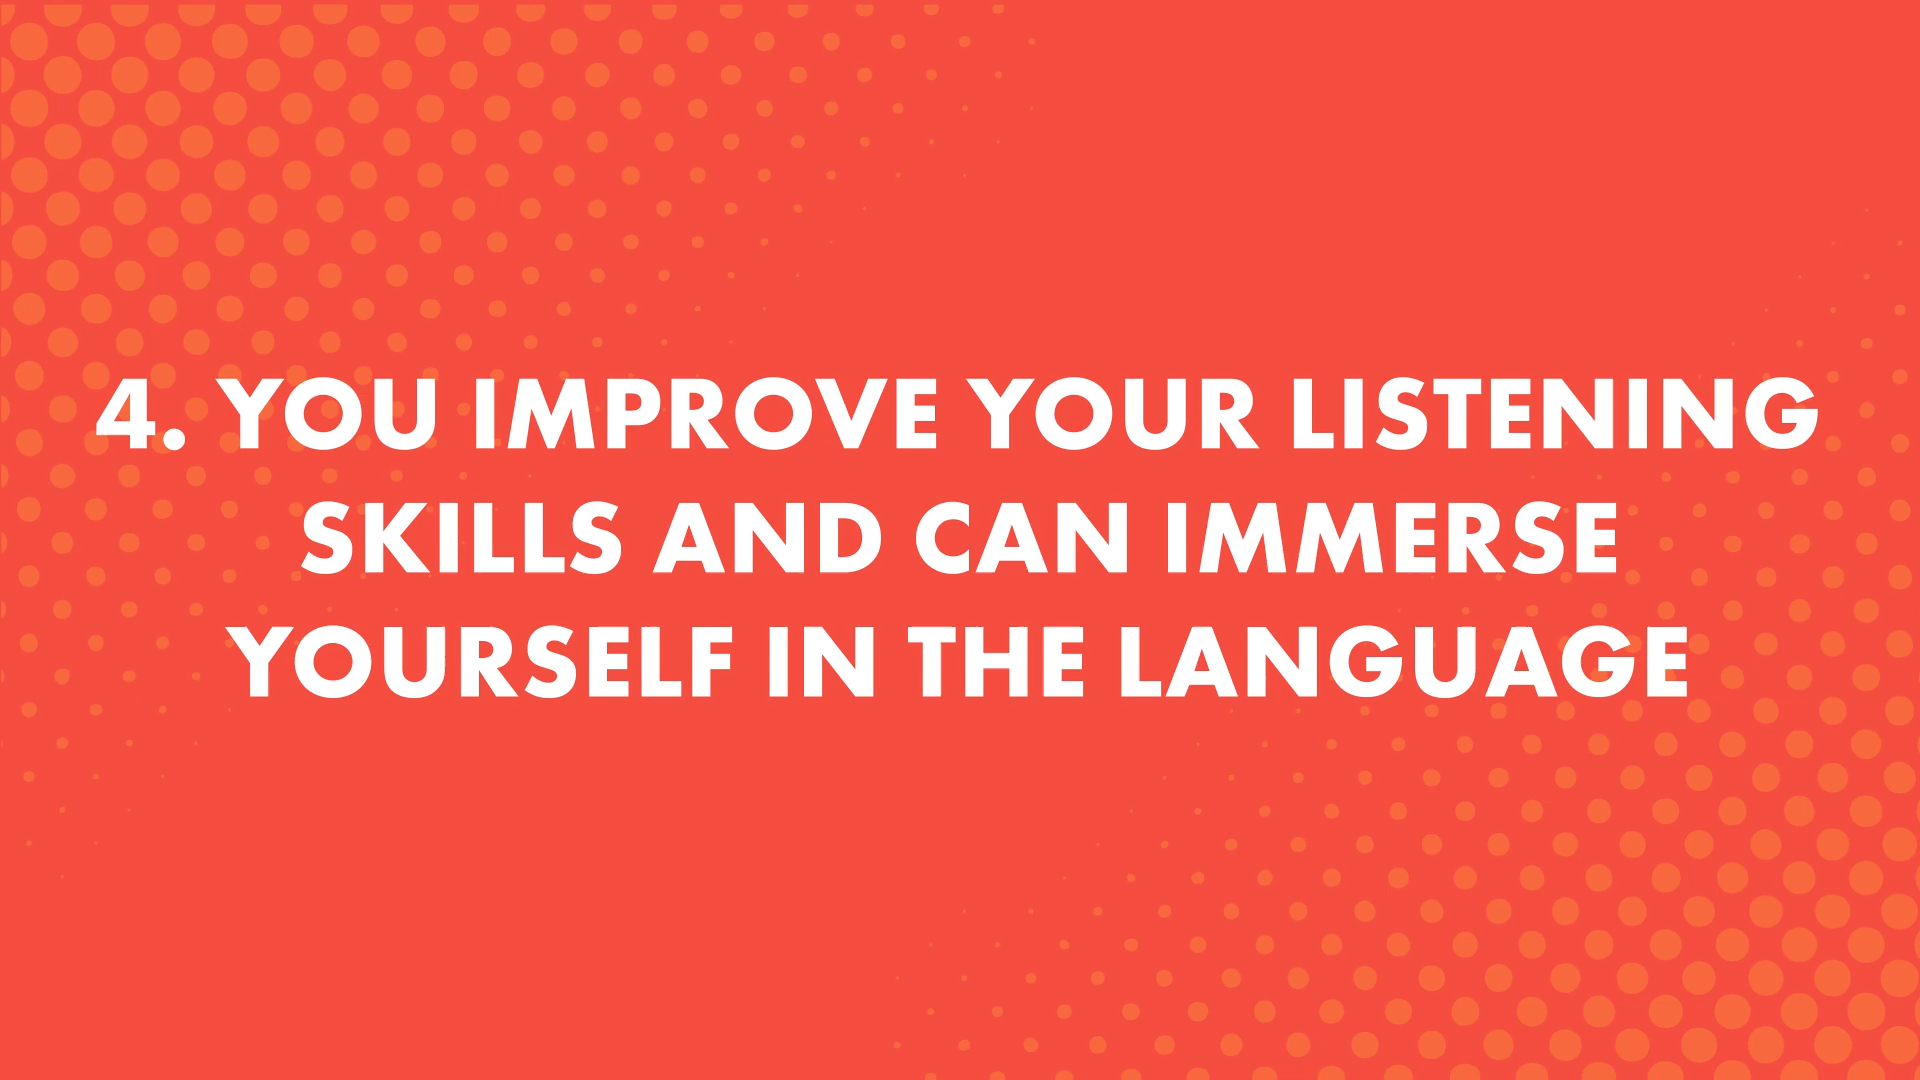 4. YOU IMPROVE YOUR LISTENING
SKILLS AND CAN IMMERSE
YOURSELF IN THE LANGUAGE